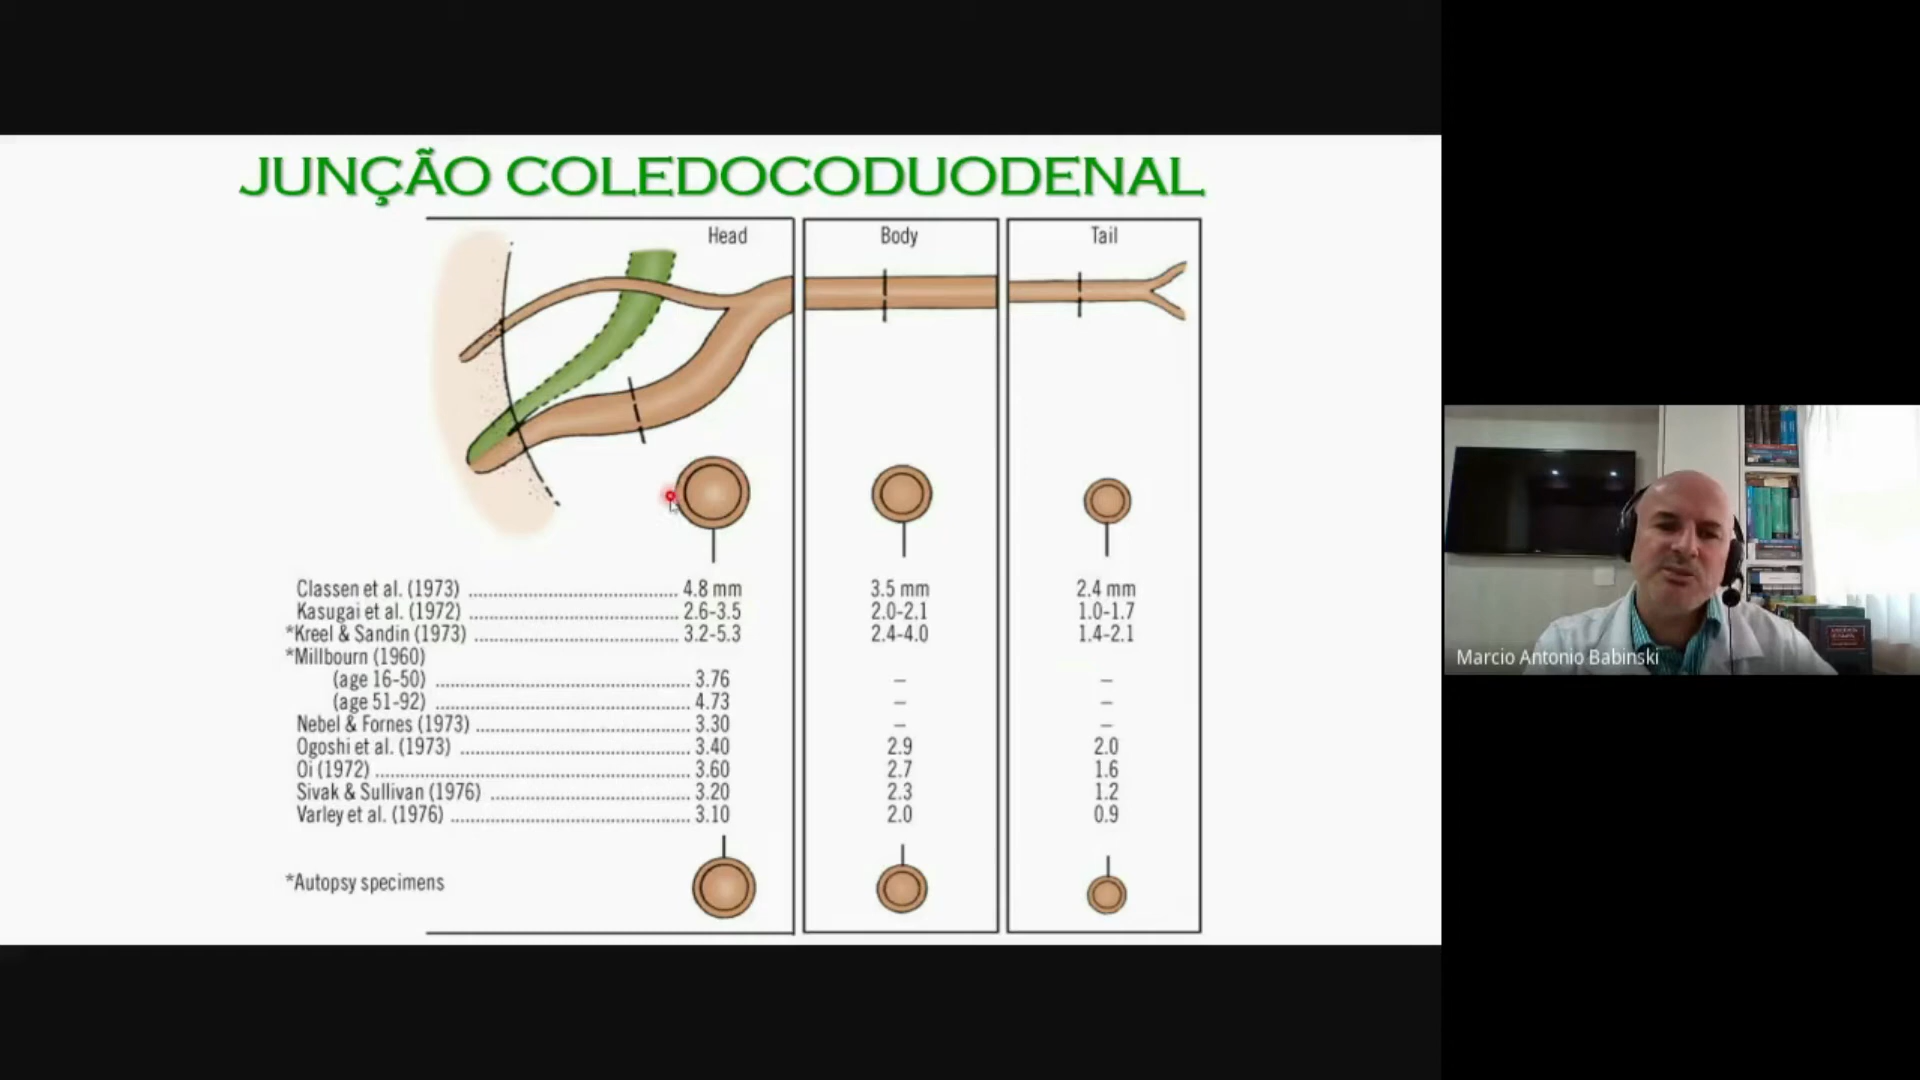 JUNÇÃO COLEDOCODUODENAL
Head Body Tail
Classen et al. (1973) ........ 4.8 mm 3.5 mm 2.4 mm
Kasugai et al. (1972) ........ 2.6-3.5 2.0-2.1 1.0-1.7
*Kreel & Sandin (1973) ........ 3.2-5.3 2.4-4.0 1.4-2.1
*Millbourn (1960)
(age 16-50) ........ 3.76 – –
(age 51-92) ........ 4.73 – –
Nebel & Fornes (1973) ........ 3.30 – –
Ogoshi et al. (1973) ........ 3.40 2.9 2.0
Oi (1972) ........ 3.60 2.7 1.6
Sivak & Sullivan (1976) ........ 3.20 2.3 1.2
Varley et al. (1976) ........ 3.10 2.0 0.9
*Autopsy specimens
Marcio Antonio Babinski